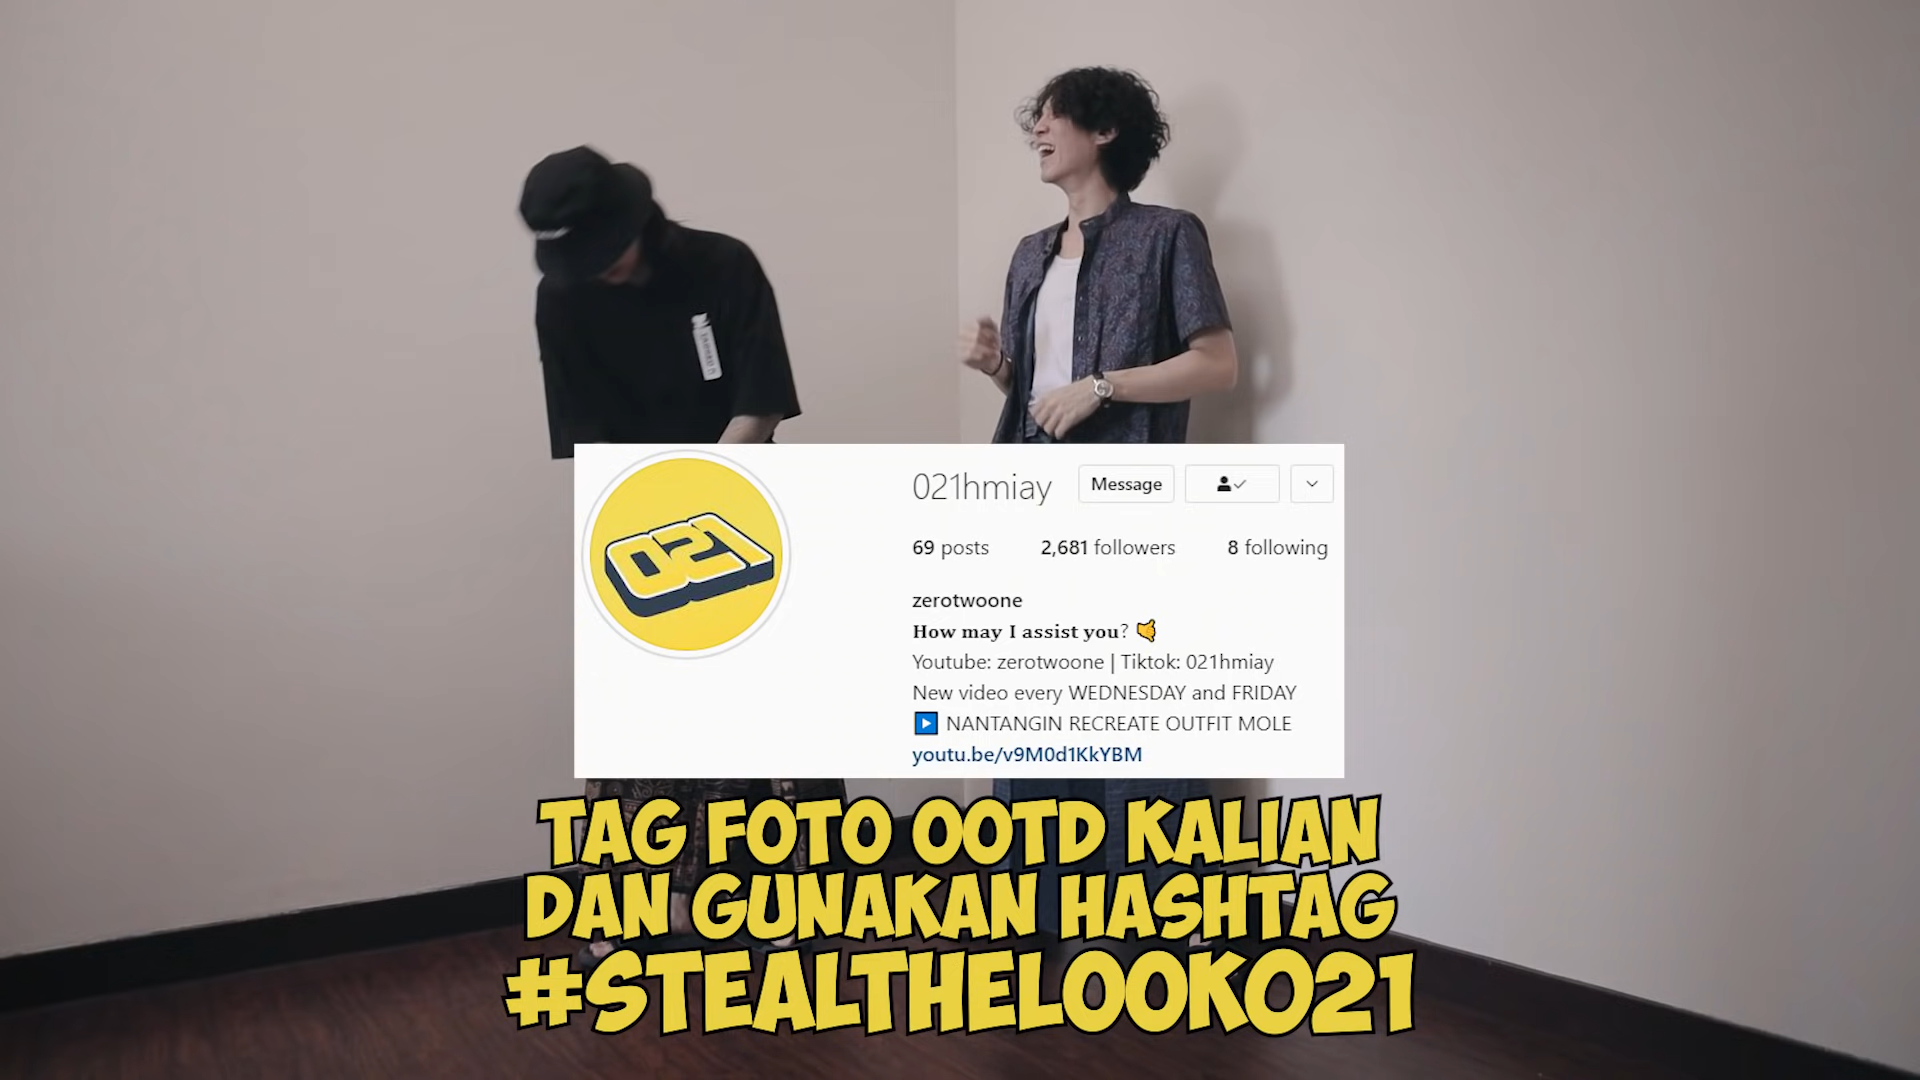 021
021hmiay
Message
69 posts 2,681 followers 8 following
zerotwoone
How may I assist you? 🤙
Youtube: zerotwoone | Tiktok: 021hmiay
New video every WEDNESDAY and FRIDAY
▶️ NANTANGIN RECREATE OUTFIT MOLE
youtu.be/v9M0d1KkYBM
TAG FOTO OOTD KALIAN
DAN GUNAKAN HASHTAG
#STEALTHELOOK021